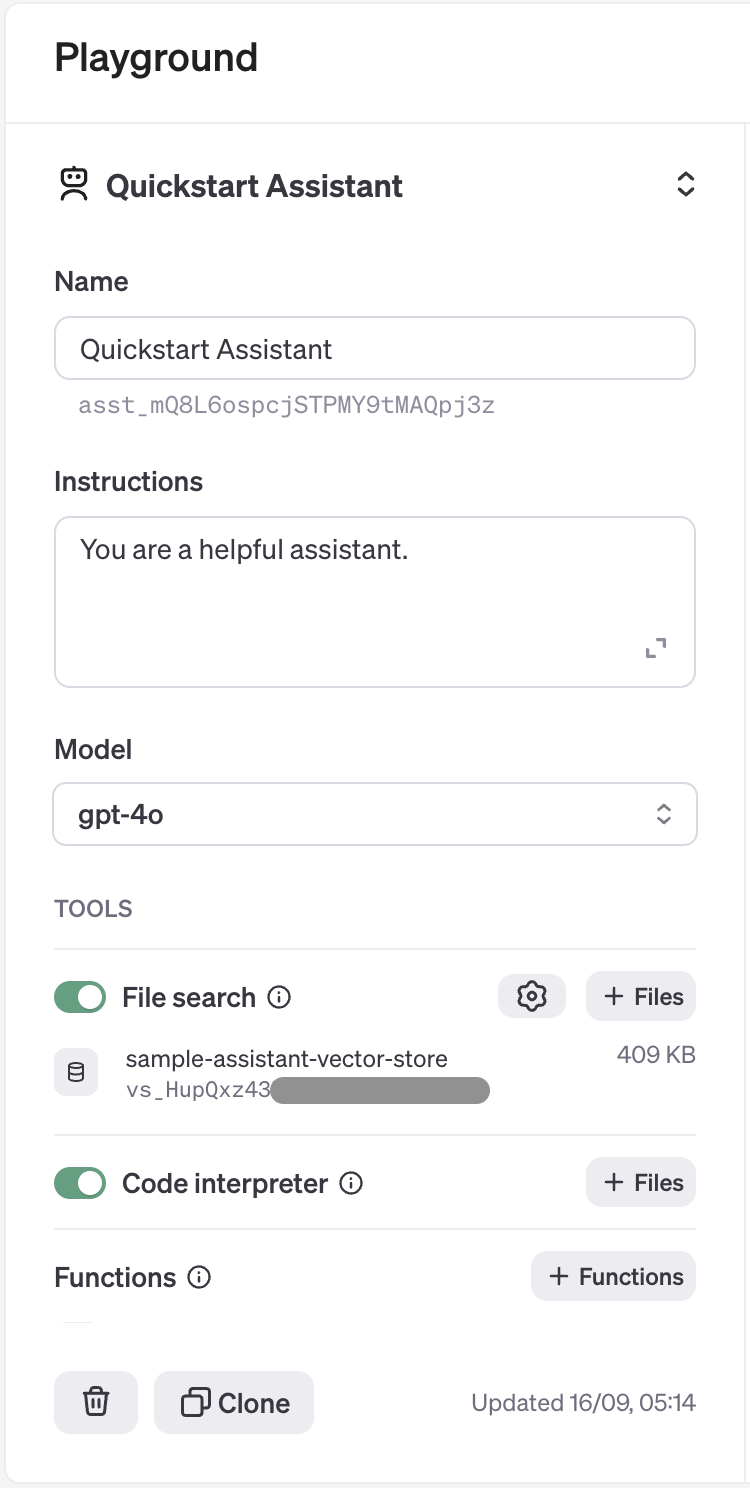 Playground
Quickstart Assistant
Name
Quickstart Assistant
asst_mQ8L6ospcjSTPMY9tMAQpj3z
Instructions
You are a helpful assistant.
Model
gpt-4o
TOOLS
File search + Files
sample-assistant-vector-store 409 KB
vs_HupQxz43
Code interpreter + Files
Functions + Functions
Clone Updated 16/09, 05:14